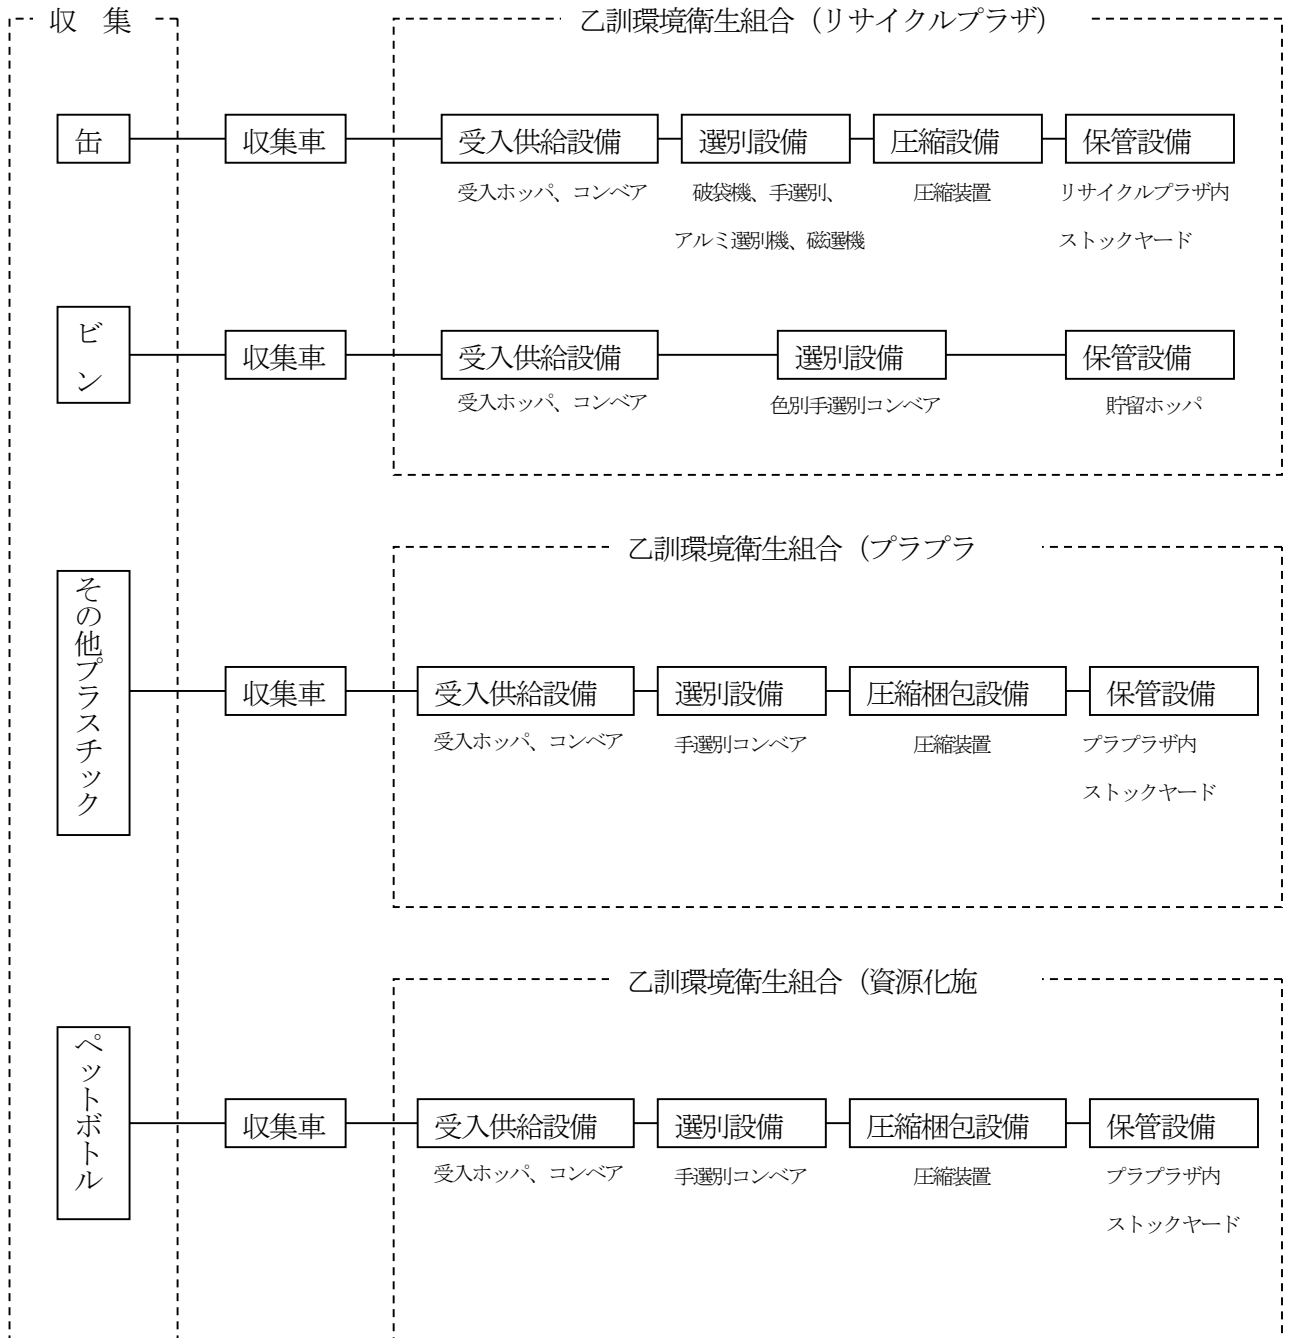 収 集
乙訓環境衛生組合（リサイクルプラザ）
缶
収集車
受入供給設備
選別設備
圧縮設備
保管設備
受入ホッパ、コンベア
破袋機、手選別、
アルミ選別機、磁選機
圧縮装置
リサイクルプラザ内
ストックヤード
ビン
収集車
受入供給設備
選別設備
保管設備
受入ホッパ、コンベア
色別手選別コンベア
貯留ホッパ
乙訓環境衛生組合（プラプラ
その他プラスチック
収集車
受入供給設備
選別設備
圧縮梱包設備
保管設備
受入ホッパ、コンベア
手選別コンベア
圧縮装置
プラプラザ内
ストックヤード
乙訓環境衛生組合（資源化施
ペットボトル
収集車
受入供給設備
選別設備
圧縮梱包設備
保管設備
受入ホッパ、コンベア
手選別コンベア
圧縮装置
プラプラザ内
ストックヤード